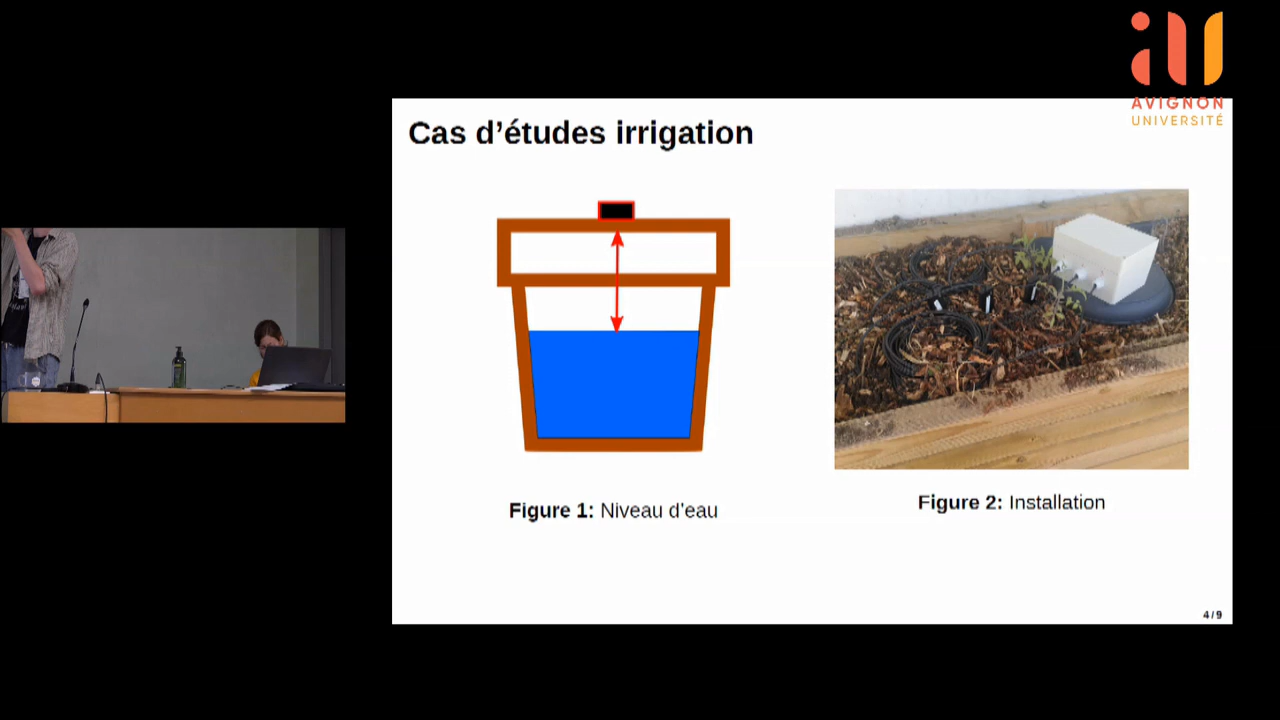 AVIGNON
UNIVERSITÉ
Cas d'études irrigation
Figure 1: Niveau d'eau
Figure 2: Installation
4/9